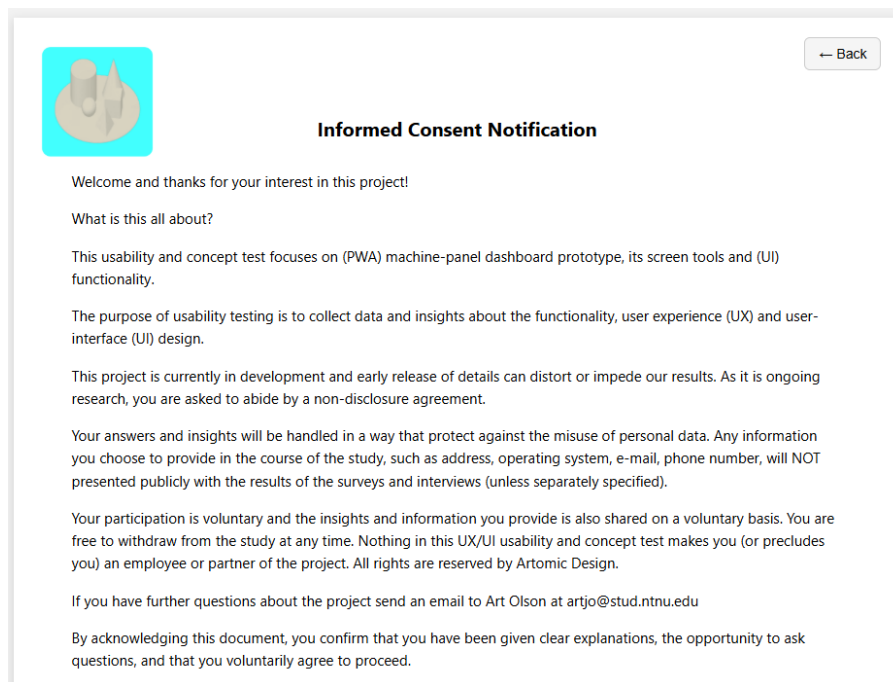 ← Back
Informed Consent Notification
Welcome and thanks for your interest in this project!
What is this all about?
This usability and concept test focuses on (PWA) machine-panel dashboard prototype, its screen tools and (UI)
functionality.
The purpose of usability testing is to collect data and insights about the functionality, user experience (UX) and user-
interface (UI) design.
This project is currently in development and early release of details can distort or impede our results. As it is ongoing
research, you are asked to abide by a non-disclosure agreement.
Your answers and insights will be handled in a way that protect against the misuse of personal data. Any information
you choose to provide in the course of the study, such as address, operating system, e-mail, phone number, will NOT
presented publicly with the results of the surveys and interviews (unless separately specified).
Your participation is voluntary and the insights and information you provide is also shared on a voluntary basis. You are
free to withdraw from the study at any time. Nothing in this UX/UI usability and concept test makes you (or precludes
you) an employee or partner of the project. All rights are reserved by Artomic Design.
If you have further questions about the project send an email to Art Olson at artjo@stud.ntnu.edu
By acknowledging this document, you confirm that you have been given clear explanations, the opportunity to ask
questions, and that you voluntarily agree to proceed.